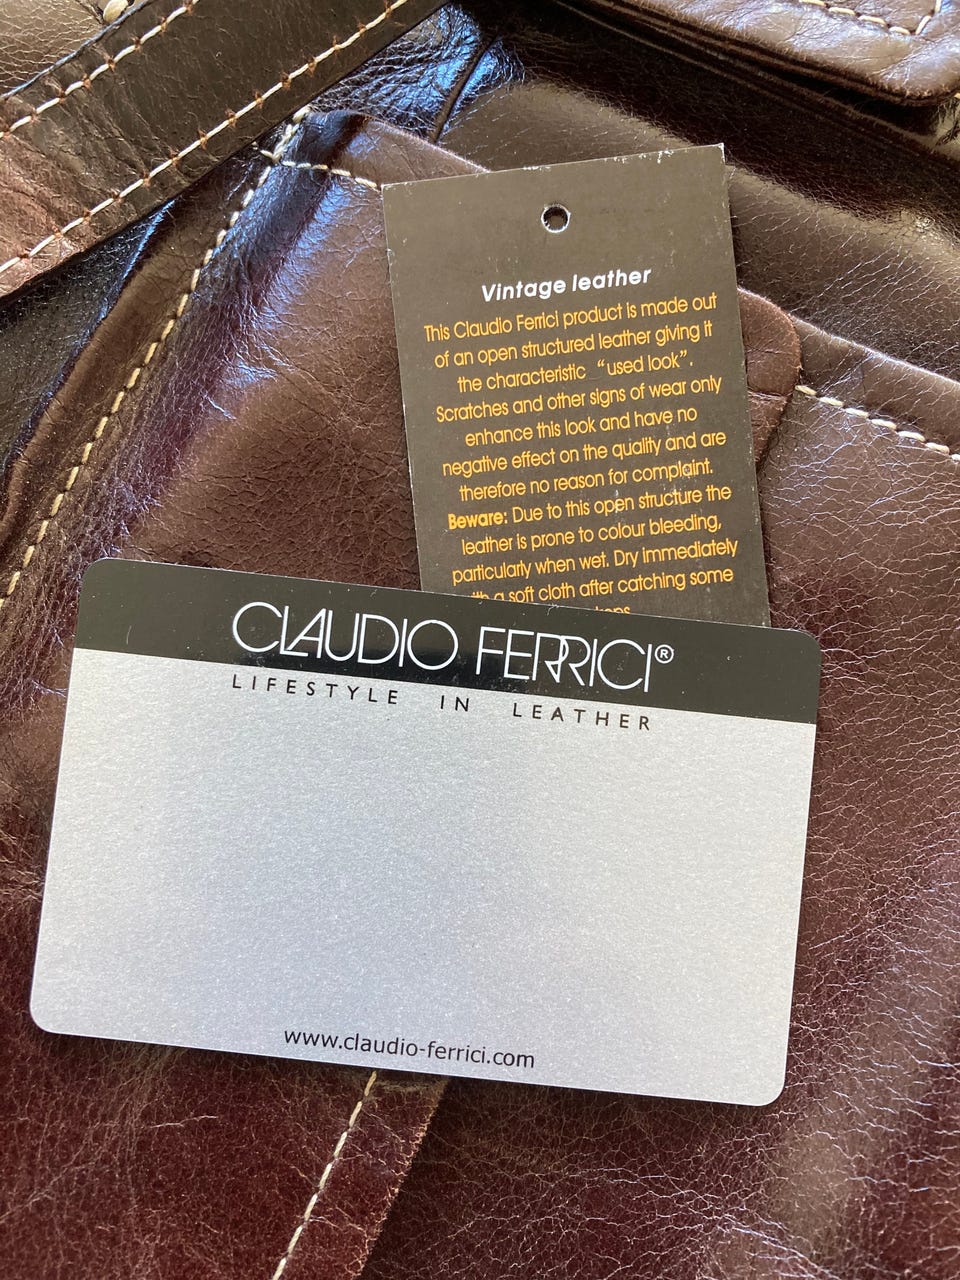 Vintage leather
This Claudio Ferrici product is made out
of an open structured leather giving it
the characteristic "used look".
Scratches and other signs of wear only
enhance this look and have no
negative effect on the quality and are
therefore no reason for complaint.
Beware: Due to this open structure the
leather is prone to colour bleeding,
particularly when wet. Dry immediately
a soft cloth after catching some
CLAUDIO FERRICI®
LIFESTYLE IN LEATHER
www.claudio-ferrici.com